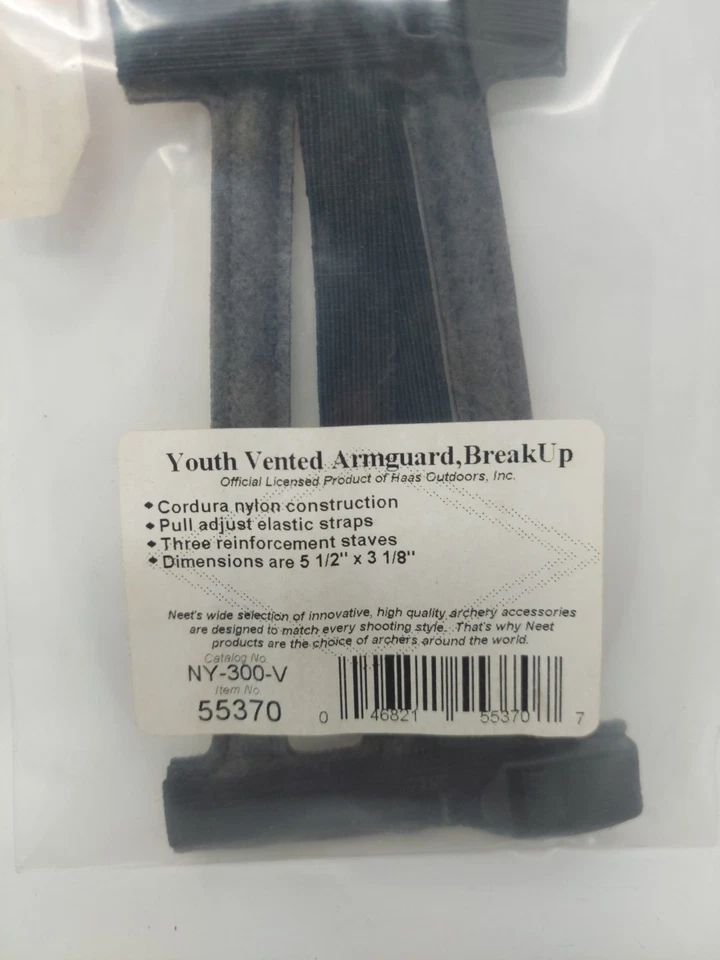 Youth Vented Armguard,BreakUp
Official Licensed Product of Haas Outdoors, Inc.
Cordura nylon construction
Pull adjust elastic straps
Three reinforcement staves
Dimensions are 5 1/2" x 3 1/8"
Neet's wide selection of innovative, high quality archery accessories
are designed to match every shooting style. That's why Neet
products are the choice of archers around the world.
Catalog No.
NY-300-V
Item No.
55370
0 46821 55370 7